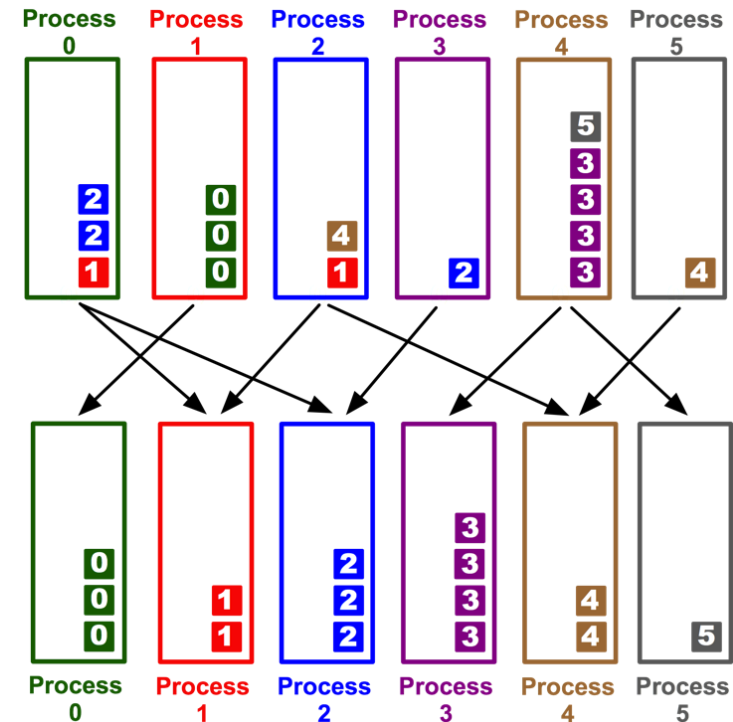 Process Process Process Process Process Process
0 1 2 3 4 5
5
3
2 0 3
2 0 4 3
1 0 1 2 3 4
3
0 2 3
0 1 2 3 4
0 1 2 3 4 5
Process Process Process Process Process Process
0 1 2 3 4 5